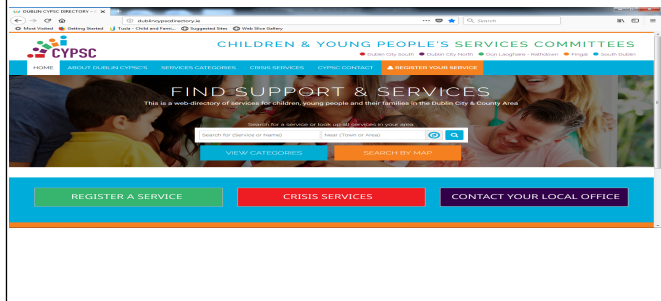 DUBLIN CYPSC DIRECTORY -
dublincypscdirectory.ie
Search
Most Visited Getting Started Tusla - Child and Fami... Suggested Sites Web Slice Gallery
CYPSC
CHILDREN & YOUNG PEOPLE'S SERVICES COMMITTEES
Dublin City South Dublin City North Dún Laoghaire - Rathdown Fingal South Dublin
HOME ABOUT DUBLIN CYPSC'S SERVICES CATEGORIES CRISIS SERVICES CYPSC CONTACT REGISTER YOUR SERVICE
FIND SUPPORT & SERVICES
This is a web-directory of services for children, young people and their families in the Dublin City & County Area
Search for a service or look up all services in your area
Search for (Service or Name) Near (Town or Area)
VIEW CATEGORIES SEARCH BY MAP
REGISTER A SERVICE CRISIS SERVICES CONTACT YOUR LOCAL OFFICE